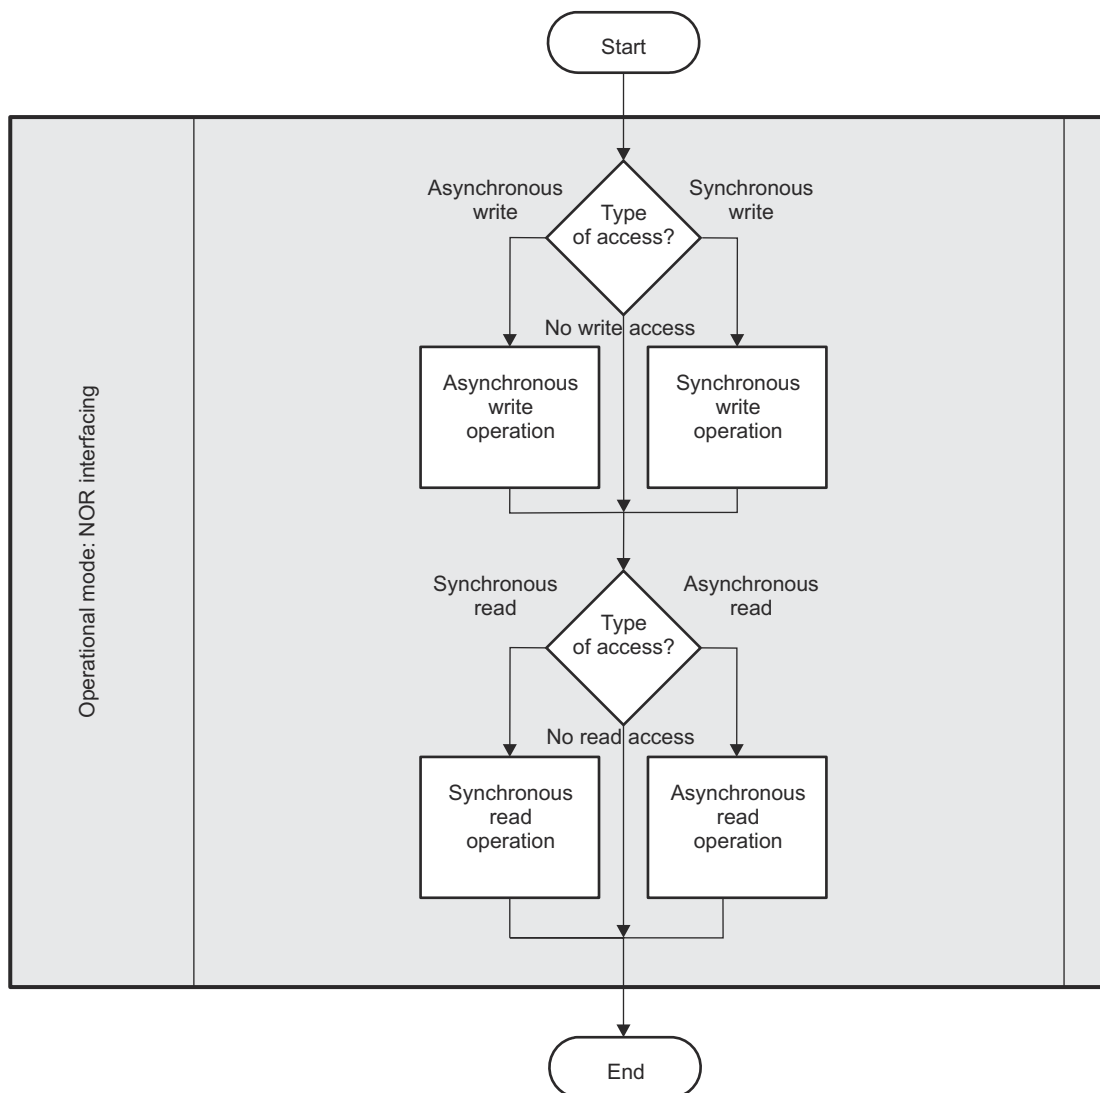 Start
Asynchronous
write
Synchronous
write
Type
of access?
No write access
Asynchronous
write
operation
Synchronous
write
operation
Operational mode: NOR interfacing
Synchronous
read
Asynchronous
read
Type
of access?
No read access
Synchronous
read
operation
Asynchronous
read
operation
End